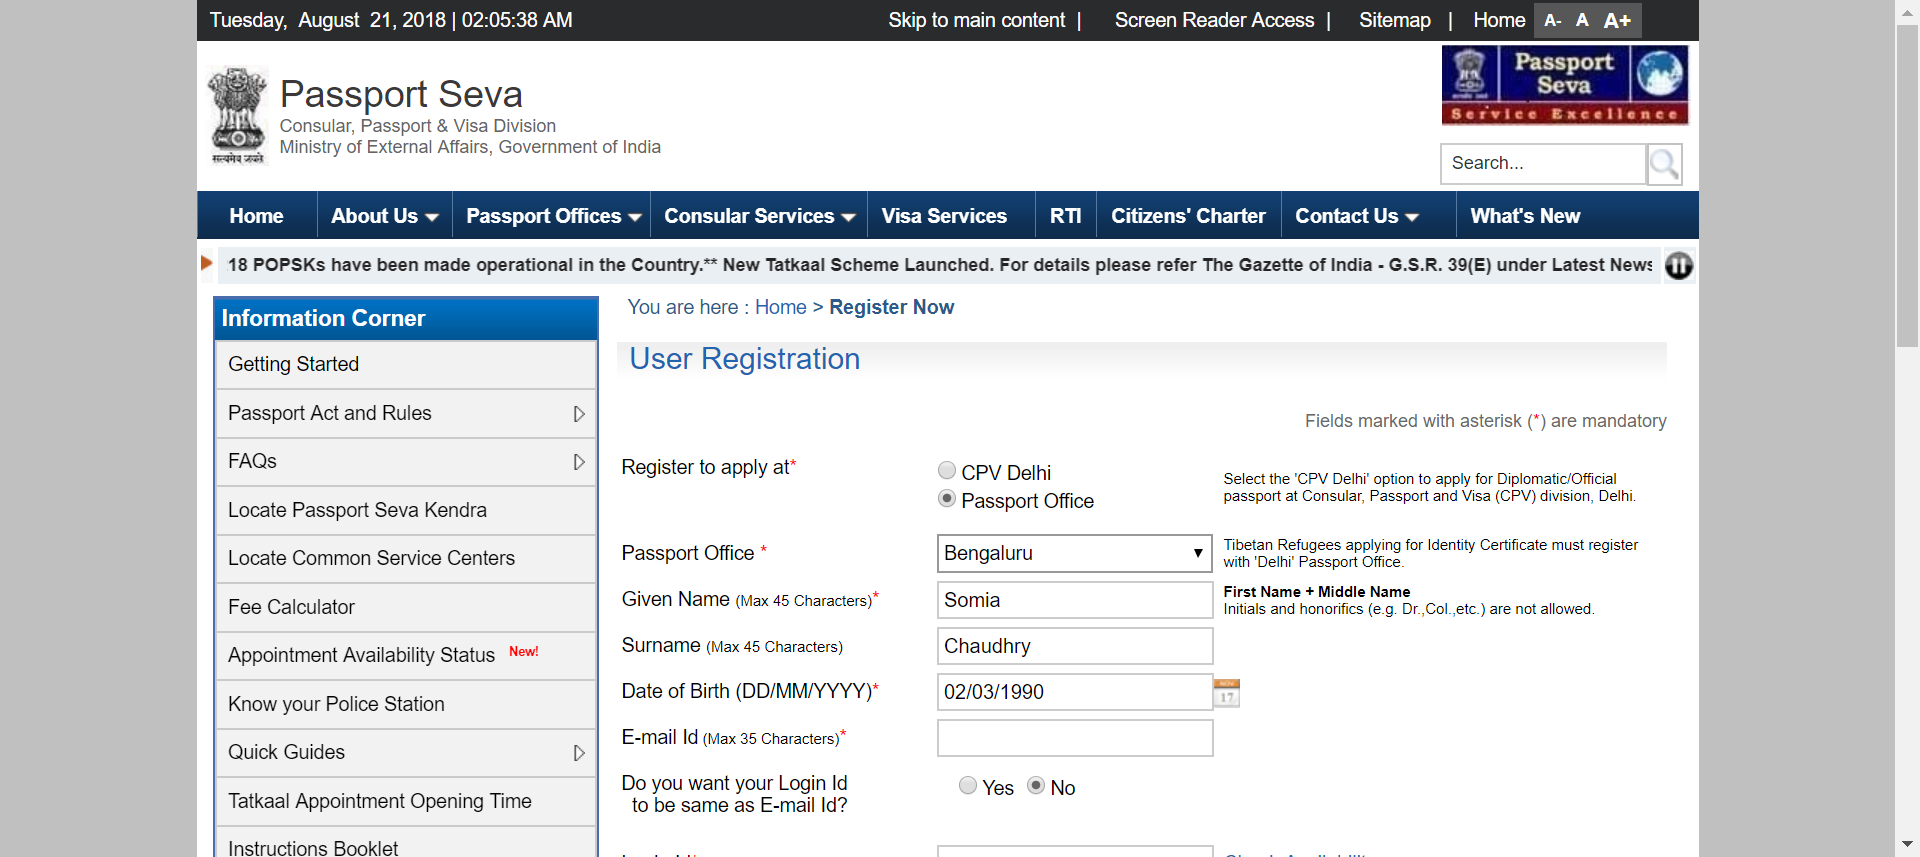 Tuesday,  August  21, 2018 | 02:05:38 AM
Skip to main content |
Screen Reader Access |
Sitemap |
Home
A- A A+
Passport Seva
Consular, Passport & Visa Division
Ministry of External Affairs, Government of India
सत्यमेव जयते
Passport
Seva
Service Excellence
Search...
Home
About Us
Passport Offices
Consular Services
Visa Services
RTI
Citizens' Charter
Contact Us
What's New
18 POPSKs have been made operational in the Country.** New Tatkaal Scheme Launched. For details please refer The Gazette of India - G.S.R. 39(E) under Latest News
Information Corner
Getting Started
Passport Act and Rules
FAQs
Locate Passport Seva Kendra
Locate Common Service Centers
Fee Calculator
Appointment Availability Status New!
Know your Police Station
Quick Guides
Tatkaal Appointment Opening Time
Instructions Booklet
You are here : Home > Register Now
User Registration
Fields marked with asterisk (*) are mandatory
Register to apply at*
CPV Delhi
Passport Office
Select the 'CPV Delhi' option to apply for Diplomatic/Official
passport at Consular, Passport and Visa (CPV) division, Delhi.
Passport Office *
Bengaluru
Tibetan Refugees applying for Identity Certificate must register
with 'Delhi' Passport Office.
Given Name (Max 45 Characters)*
Somia
First Name + Middle Name
Initials and honorifics (e.g. Dr.,Col.,etc.) are not allowed.
Surname (Max 45 Characters)
Chaudhry
Date of Birth (DD/MM/YYYY)*
02/03/1990
NOV
17
E-mail Id (Max 35 Characters)*
Do you want your Login Id
to be same as E-mail Id?
Yes
No